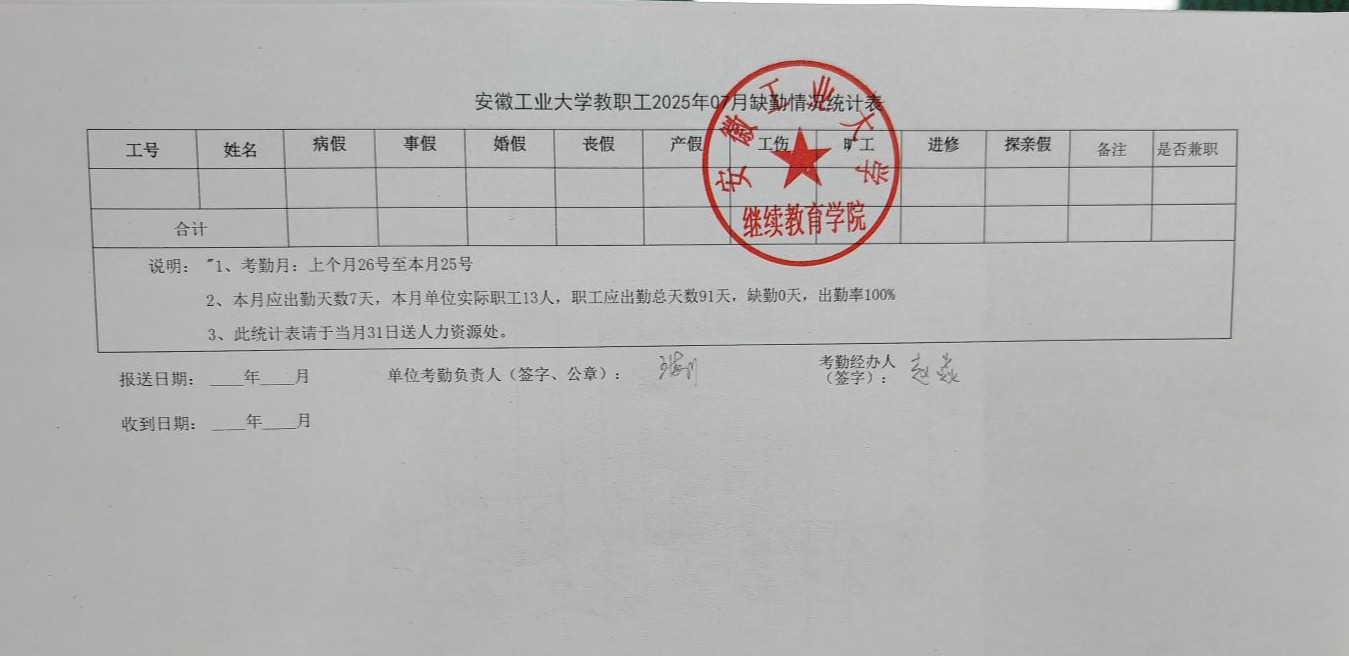 安徽工业大学教职工2025年07月缺勤情况统计表
工号 姓名 病假 事假 婚假 丧假 产假 工伤 旷工 进修 探亲假 备注 是否兼职
合计
说明： "1、考勤月：上个月26号至本月25号
2、本月应出勤天数7天，本月单位实际职工13人，职工应出勤总天数91天，缺勤0天，出勤率100%
3、此统计表请于当月31日送人力资源处。
报送日期： ____年____月 单位考勤负责人（签字、公章）： 考勤经办人（签字）： 赵淼
收到日期： ____年____月
安徽工业大学
继续教育学院